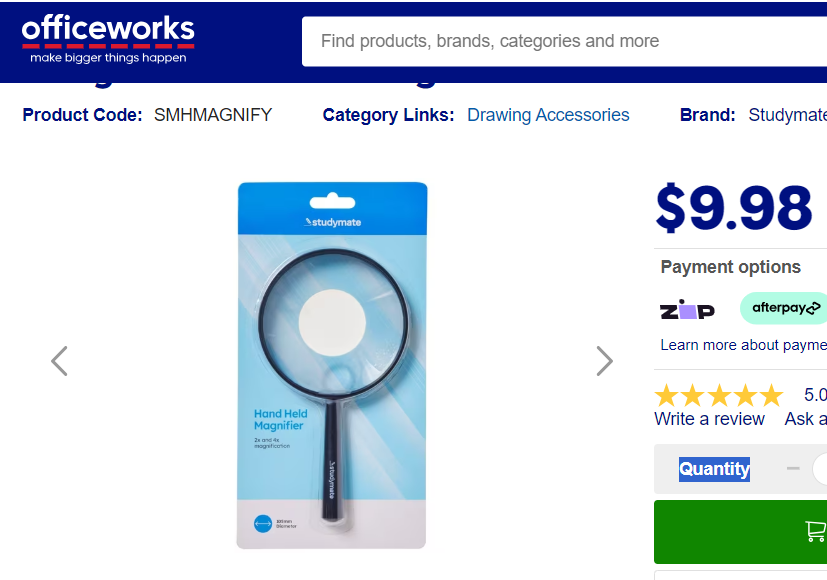 officeworks
make bigger things happen
Find products, brands, categories and more
Product Code: SMHMAGNIFY Category Links: Drawing Accessories Brand: Studymate
studymate
Hand Held
Magnifier
2x and 4x
magnification
studymate
Diameter
$9.98
Payment options
zip afterpay
Learn more about payme
5.0
Write a review Ask a
Quantity